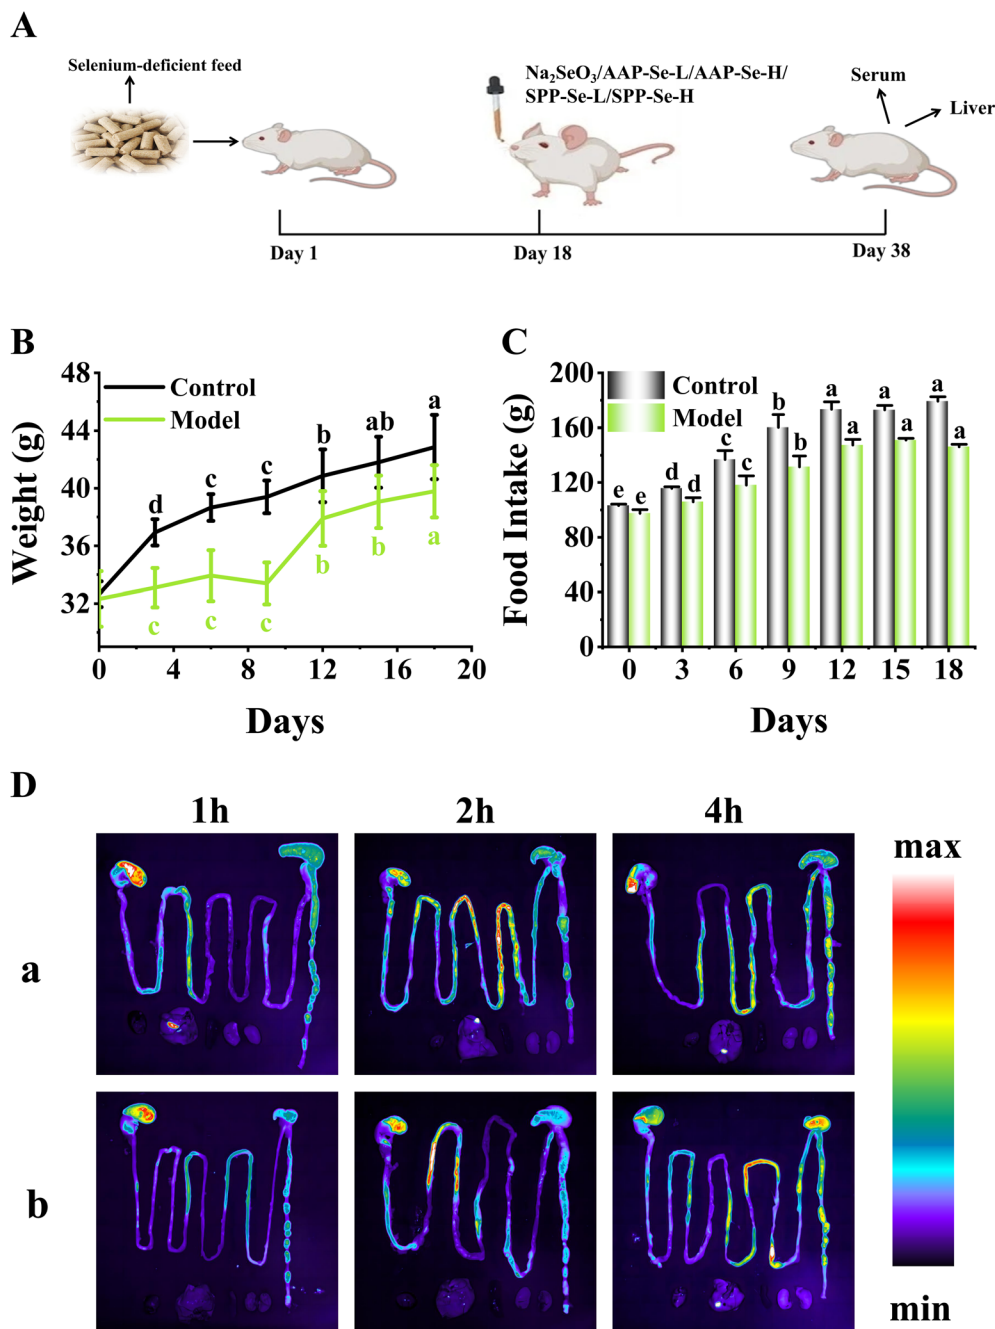 A
Selenium-deficient feed
Na₂SeO₃/AAP-Se-L/AAP-Se-H/
SPP-Se-L/SPP-Se-H
Serum
Liver
Day 1
Day 18
Day 38
B
Weight (g)
48
44
40
36
32
Control
Model
d
c
c
b
ab
a
c
c
c
b
b
a
0
4
8
12
16
20
Days
C
Food Intake (g)
200
160
120
80
40
0
Control
Model
e
e
d
d
c
c
b
b
a
a
a
a
a
a
0
3
6
9
12
15
18
Days
D
1h
2h
4h
a
b
max
min